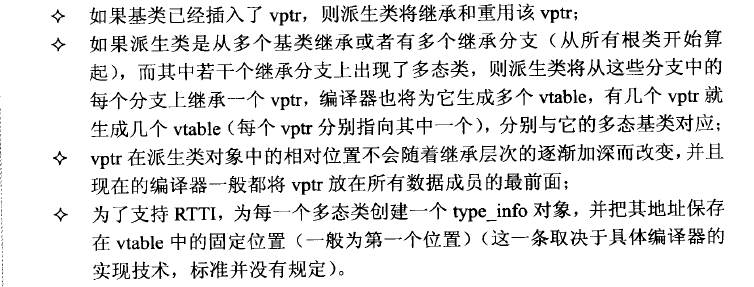 ✧ 如果基类已经插入了 vptr，则派生类将继承和重用该 vptr；
✧ 如果派生类是从多个基类继承或者有多个继承分支（从所有根类开始算
起），而其中若干个继承分支上出现了多态类，则派生类将从这些分支中的
每个分支上继承一个 vptr，编译器也将为它生成多个 vtable，有几个 vptr 就
生成几个 vtable（每个 vptr 分别指向其中一个），分别与它的多态基类对应；
✧ vptr 在派生类对象中的相对位置不会随着继承层次的逐渐加深而改变，并且
现在的编译器一般都将 vptr 放在所有数据成员的最前面；
✧ 为了支持 RTTI，为每一个多态类创建一个 type_info 对象，并把其地址保存
在 vtable 中的固定位置（一般为第一个位置）（这一条取决于具体编译器的
实现技术，标准并没有规定）。